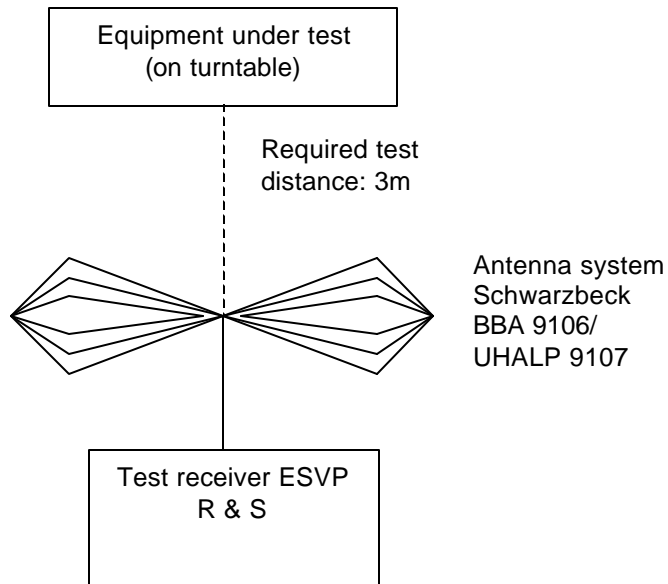 Equipment under test
(on turntable)
Required test
distance: 3m
Antenna system
Schwarzbeck
BBA 9106/
UHALP 9107
Test receiver ESVP
R & S